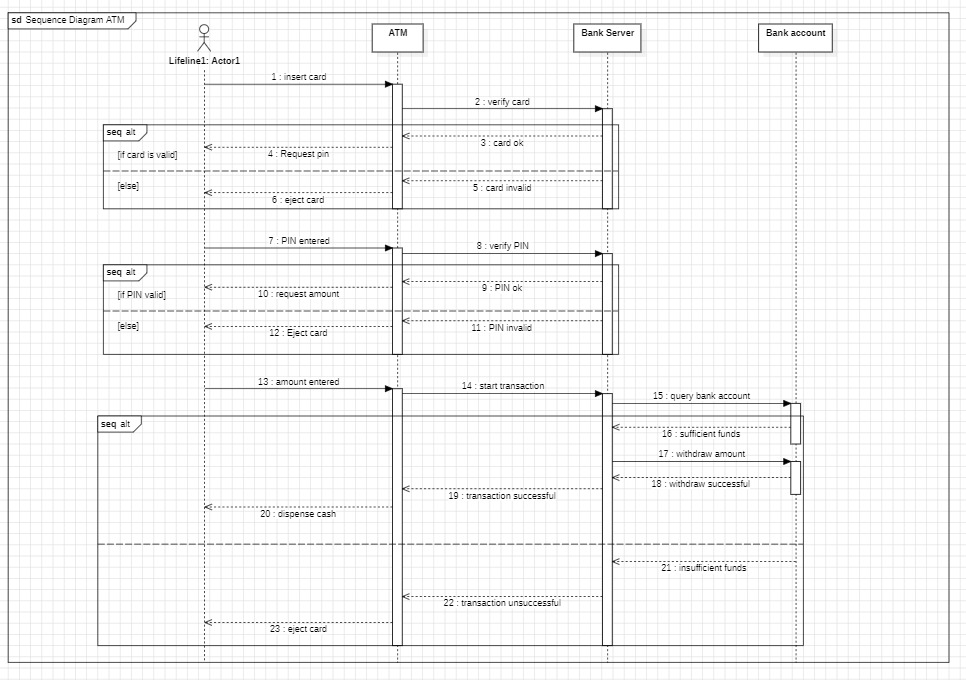 sd Sequence Diagram ATM
ATM
Bank Server
Bank account
Lifeline1: Actor1
1 : insert card
2 : verify card
seq alt
3 : card ok
[if card is valid]
4 : Request pin
[else]
5 : card invalid
6 : eject card
7 : PIN entered
8 : verify PIN
seq alt
9 : PIN ok
[if PIN valid]
10 : request amount
[else]
11 : PIN invalid
12 : Eject card
13 : amount entered
14 : start transaction
15 : query bank account
seq alt
16 : sufficient funds
17 : withdraw amount
18 : withdraw successful
19 : transaction successful
20 : dispense cash
21 : insufficient funds
22 : transaction unsuccessful
23 : eject card